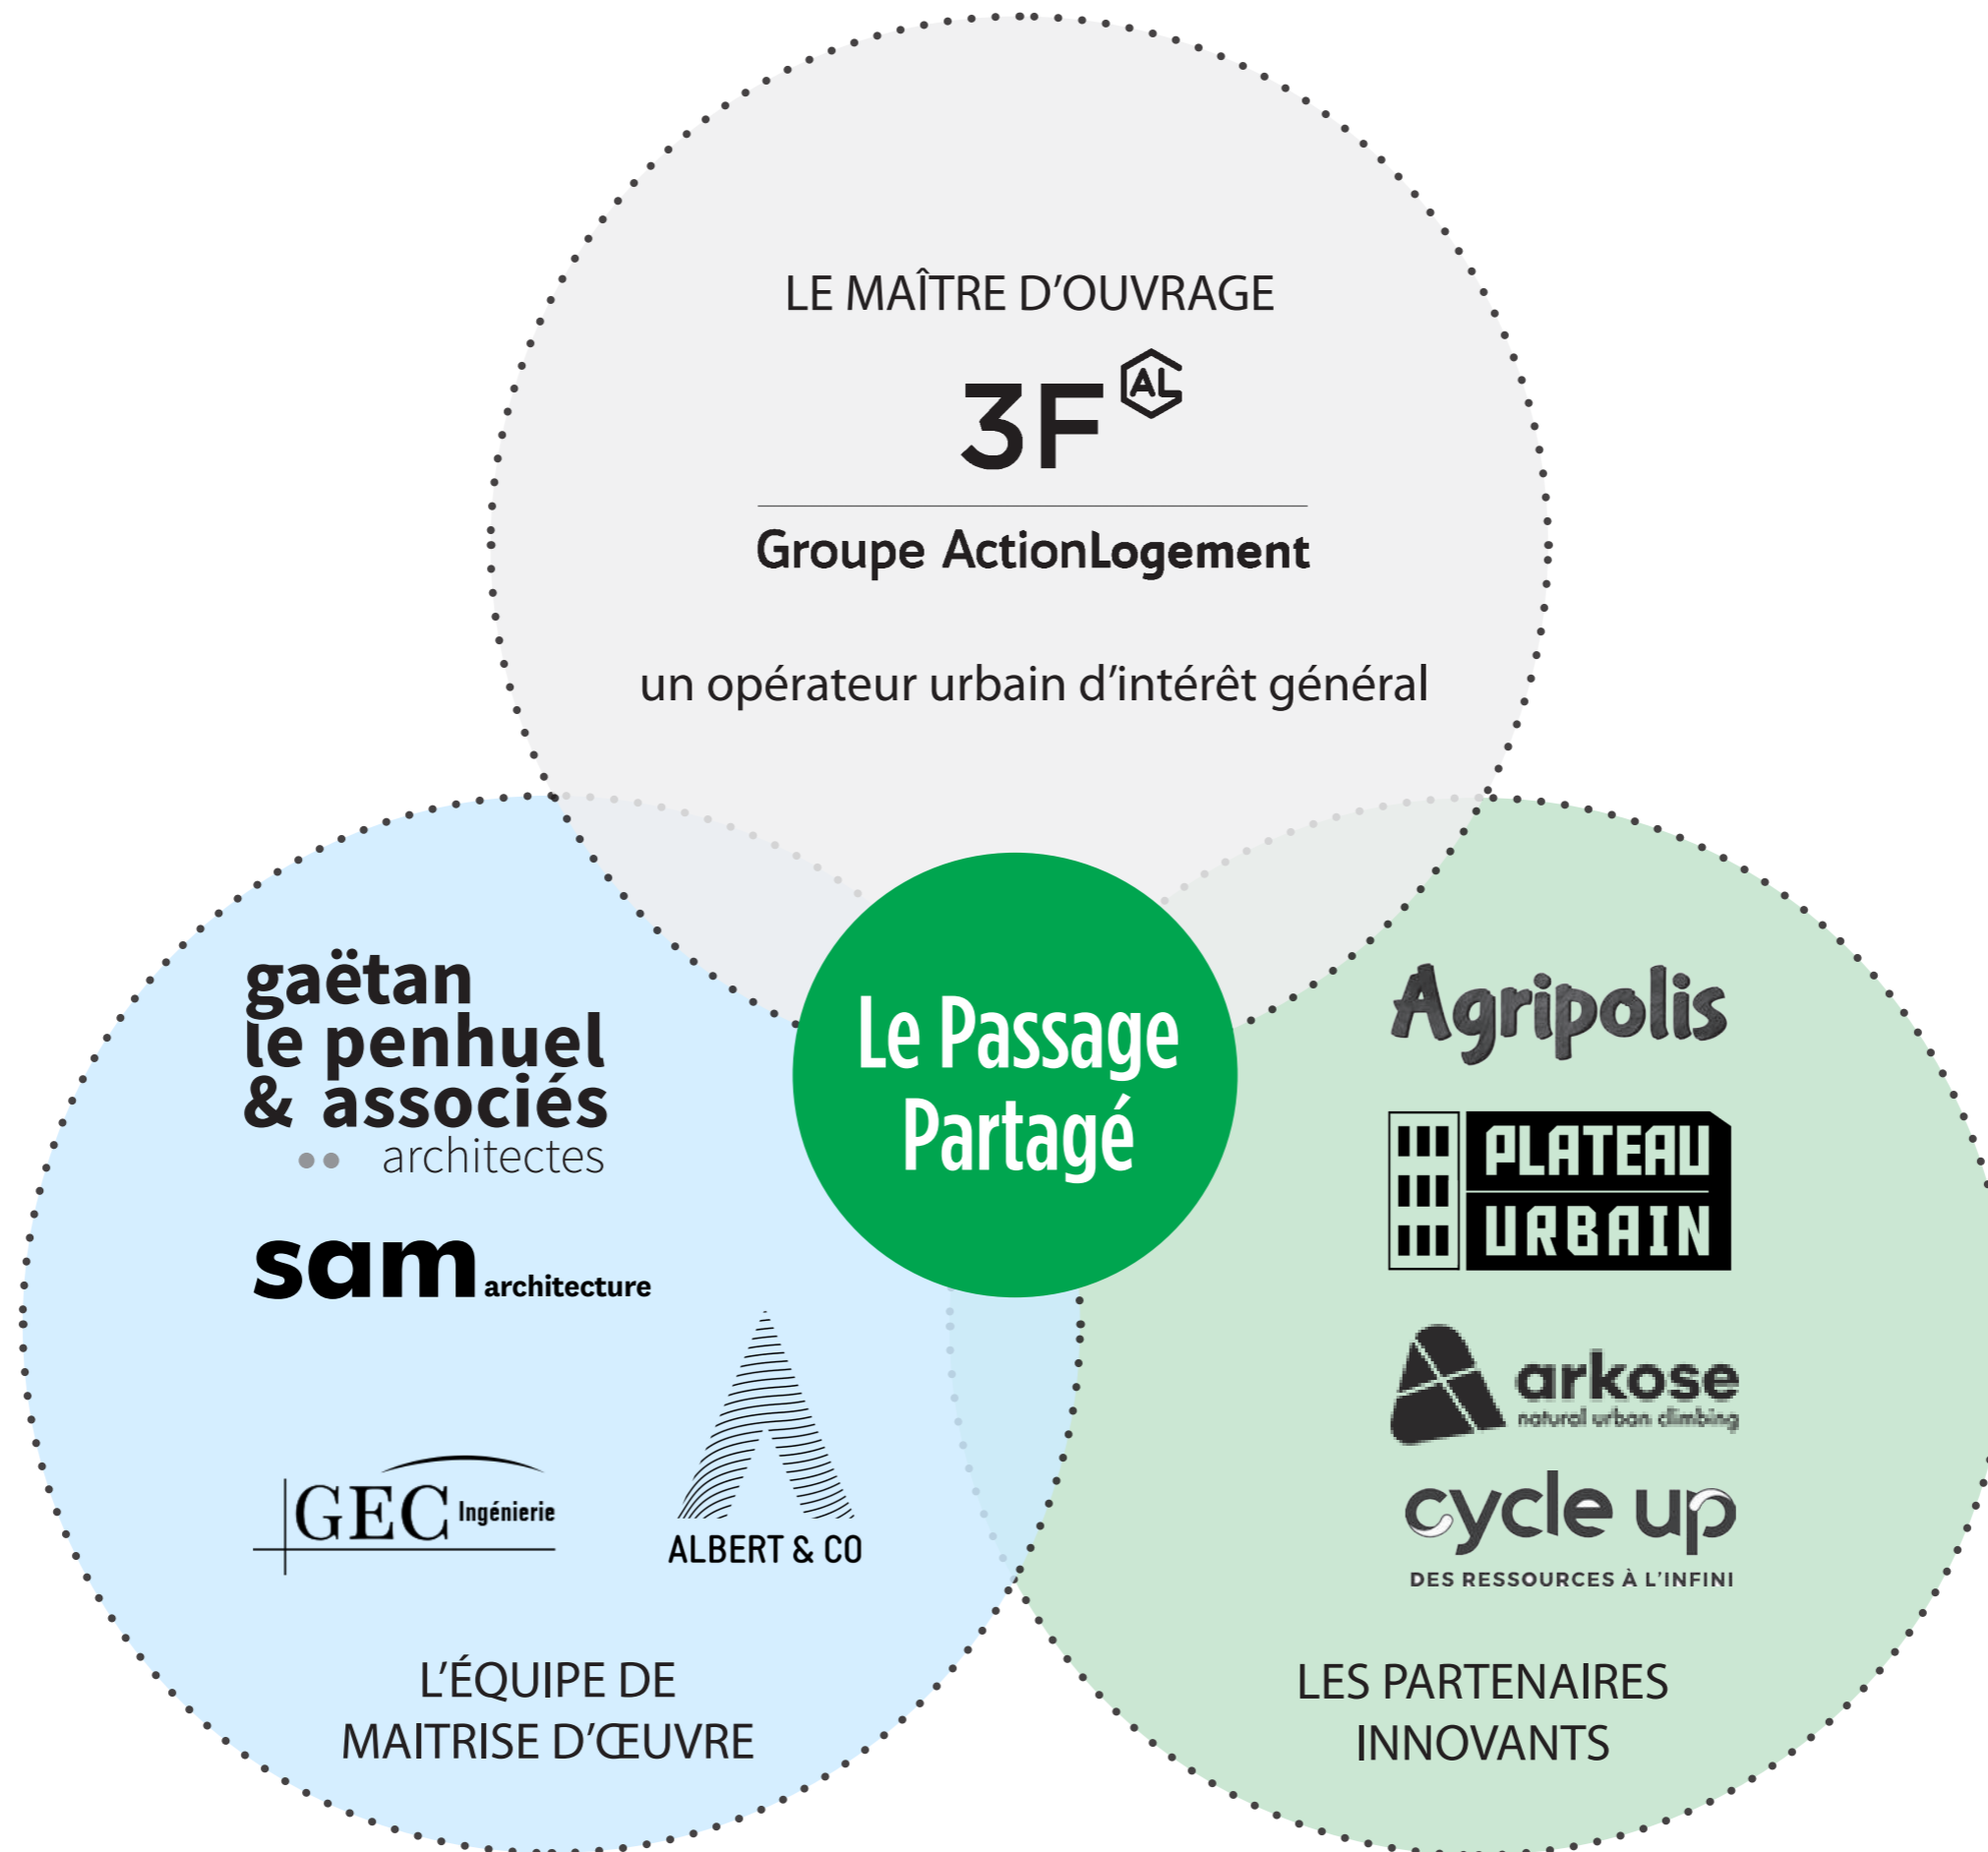 LE MAÎTRE D’OUVRAGE
3F AL
Groupe ActionLogement
un opérateur urbain d’intérêt général
Le Passage
Partagé
gaëtan
le penhuel
& associés
architectes
sam architecture
GEC Ingénierie
ALBERT & CO
L’ÉQUIPE DE
MAITRISE D’ŒUVRE
Agripolis
PLATEAU
URBAIN
arkose
natural urban climbing
cycle up
DES RESSOURCES À L’INFINI
LES PARTENAIRES
INNOVANTS